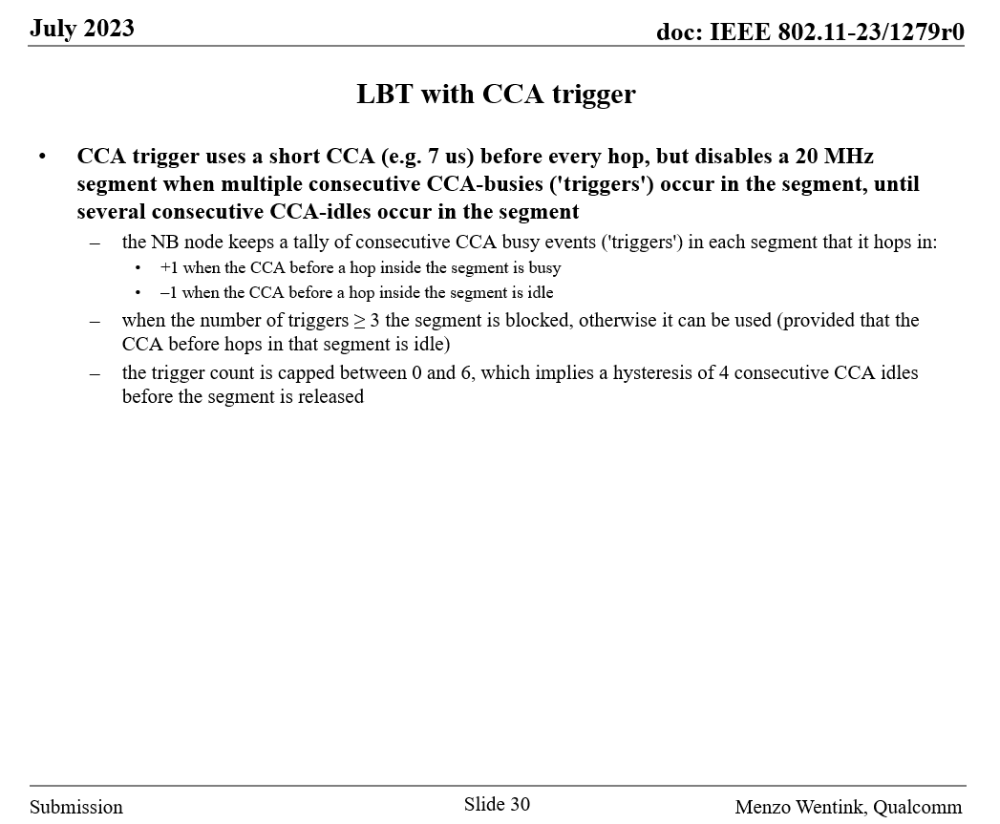 July 2023
doc: IEEE 802.11-23/1279r0
LBT with CCA trigger
• CCA trigger uses a short CCA (e.g. 7 us) before every hop, but disables a 20 MHz
segment when multiple consecutive CCA-busies ('triggers') occur in the segment, until
several consecutive CCA-idles occur in the segment
– the NB node keeps a tally of consecutive CCA busy events ('triggers') in each segment that it hops in:
• +1 when the CCA before a hop inside the segment is busy
• –1 when the CCA before a hop inside the segment is idle
– when the number of triggers ≥ 3 the segment is blocked, otherwise it can be used (provided that the
CCA before hops in that segment is idle)
– the trigger count is capped between 0 and 6, which implies a hysteresis of 4 consecutive CCA idles
before the segment is released
Submission
Slide 30
Menzo Wentink, Qualcomm